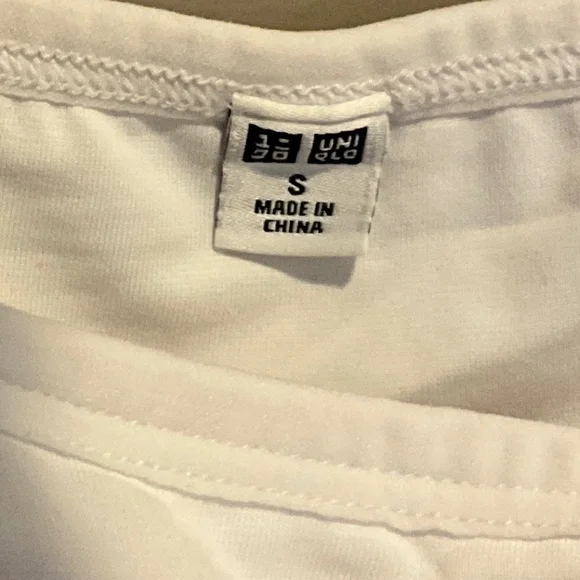 ユニ UNI
クロ QLO
S
MADE IN
CHINA